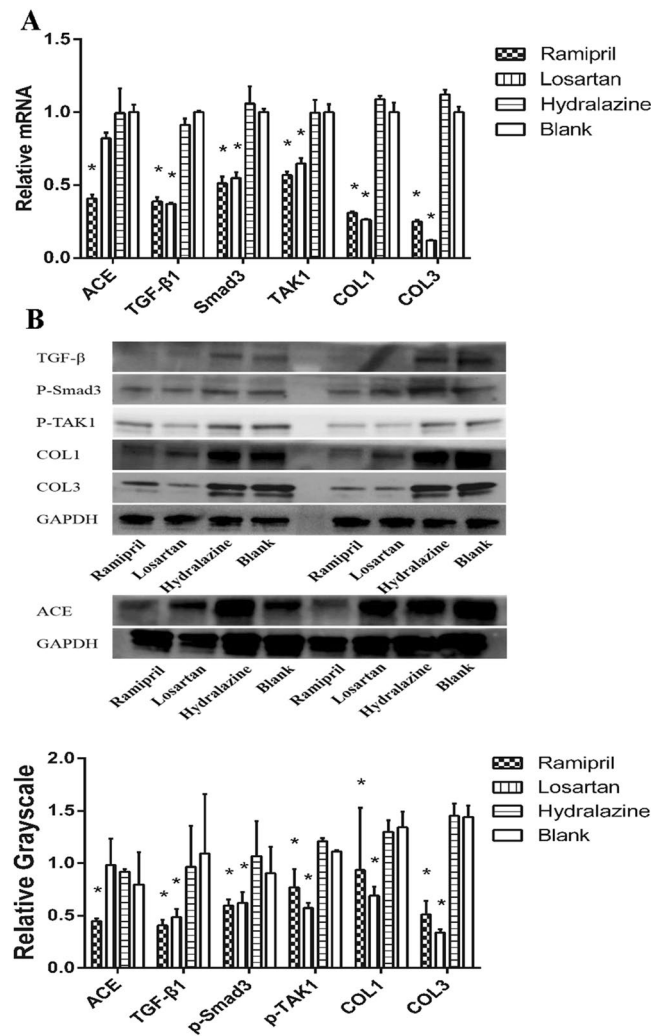 A
Relative mRNA
1.5
1.0
0.5
0.0
* * * * * * * * * * *
ACE TGF-β1 Smad3 TAK1 COL1 COL3
Ramipril
Losartan
Hydralazine
Blank
B
TGF-β
P-Smad3
P-TAK1
COL1
COL3
GAPDH
Ramipril Losartan Hydralazine Blank Ramipril Losartan Hydralazine Blank
ACE
GAPDH
Ramipril Losartan Hydralazine Blank Ramipril Losartan Hydralazine Blank
Relative Grayscale
2.0
1.5
1.0
0.5
0.0
* * * * * * * * * * *
ACE TGF-β1 p-Smad3 p-TAK1 COL1 COL3
Ramipril
Losartan
Hydralazine
Blank